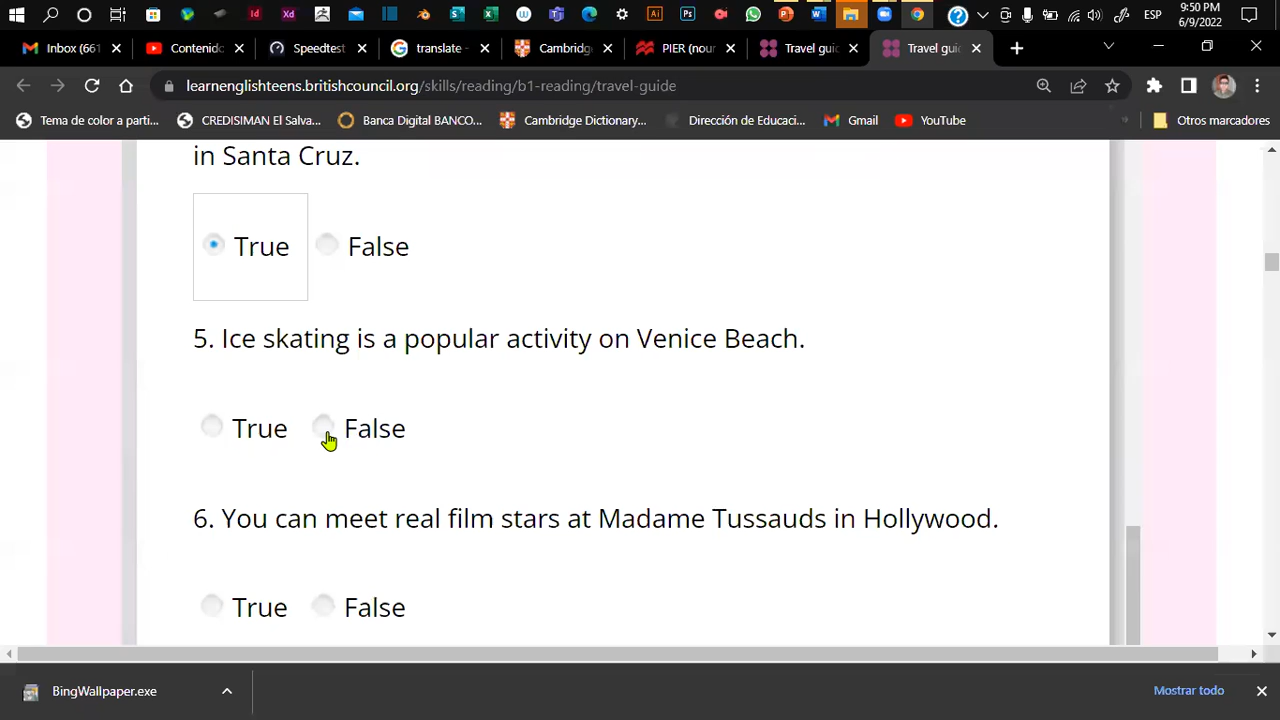 9:50 PM
ESP
6/9/2022
Inbox (661
Contenido
Speedtest
translate -
Cambridg
PIER (nour
Travel guid
Travel guid
learnenglishteens.britishcouncil.org/skills/reading/b1-reading/travel-guide
Tema de color a parti...
CREDISIMAN El Salva...
Banca Digital BANCO...
Cambridge Dictionary...
Dirección de Educaci...
Gmail
YouTube
Otros marcadores
in Santa Cruz.
True False
5. Ice skating is a popular activity on Venice Beach.
True False
6. You can meet real film stars at Madame Tussauds in Hollywood.
True False
BingWallpaper.exe
Mostrar todo